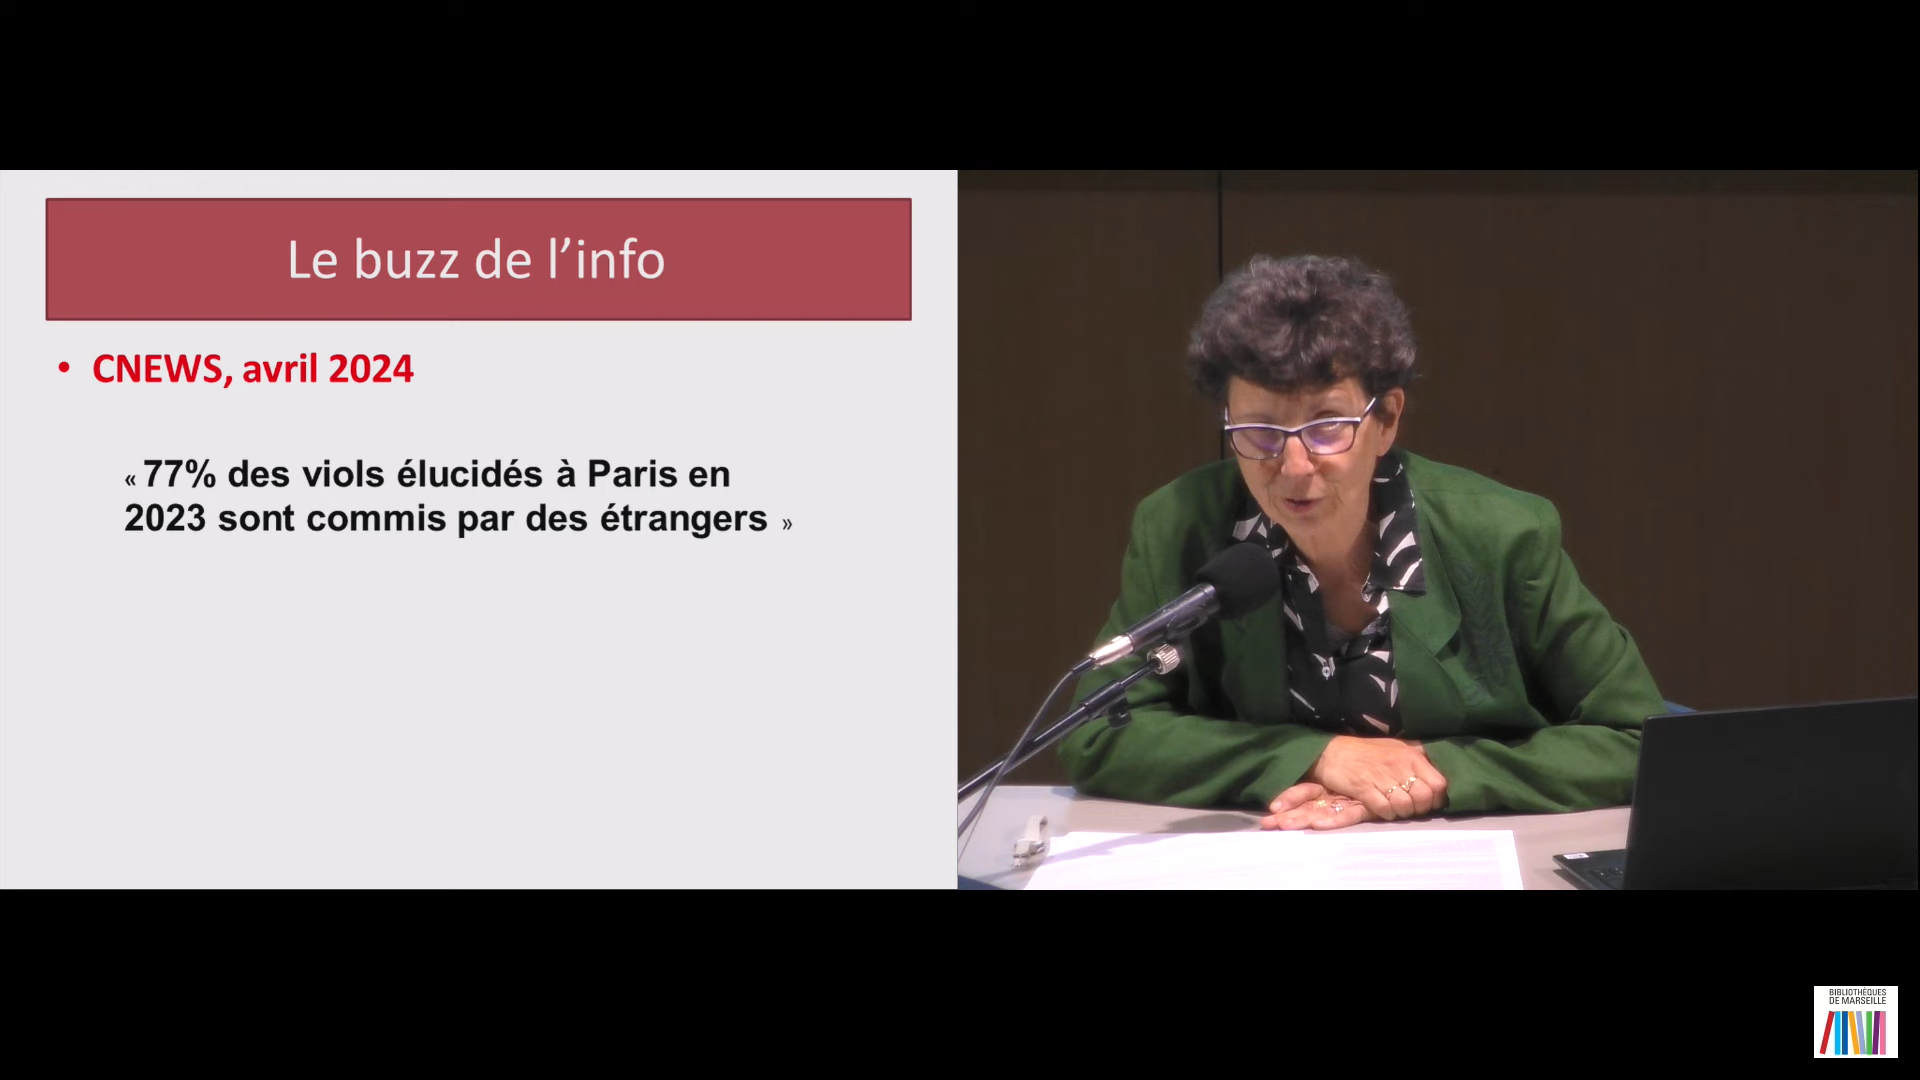 Le buzz de l’info
• CNEWS, avril 2024
« 77% des viols élucidés à Paris en
2023 sont commis par des étrangers »
BIBLIOTHÈQUES
DE MARSEILLE